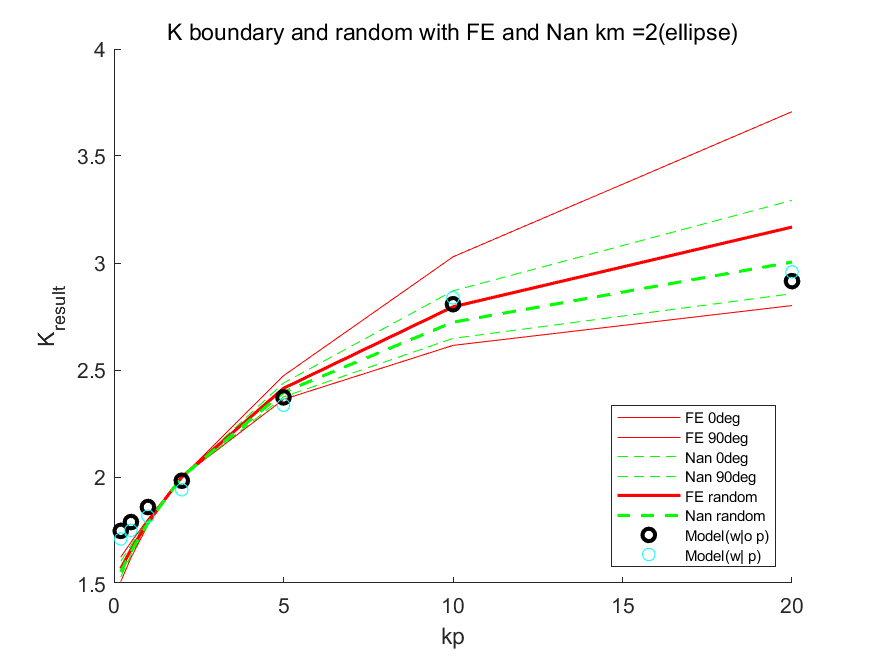 K boundary and random with FE and Nan km =2(ellipse)
4
3.5
3
2.5
2
1.5
K_result
0
5
10
15
20
kp
FE 0deg
FE 90deg
Nan 0deg
Nan 90deg
FE random
Nan random
Model(w|o p)
Model(w| p)